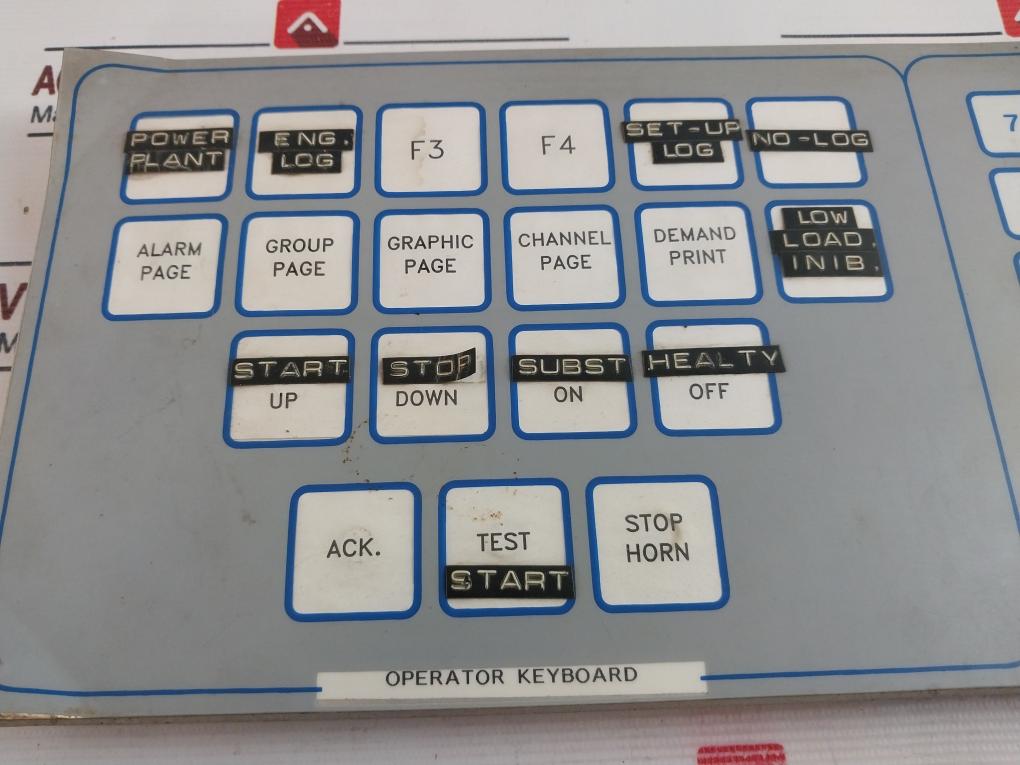 POWER
PLANT
ENG.
LOG
F3
F4
SET-UP
LOG
NO-LOG
7
ALARM
PAGE
GROUP
PAGE
GRAPHIC
PAGE
CHANNEL
PAGE
DEMAND
PRINT
LOW
LOAD.
INIB.
START
UP
STOP
DOWN
SUBST
ON
HEALTY
OFF
ACK.
TEST
START
STOP
HORN
OPERATOR KEYBOARD